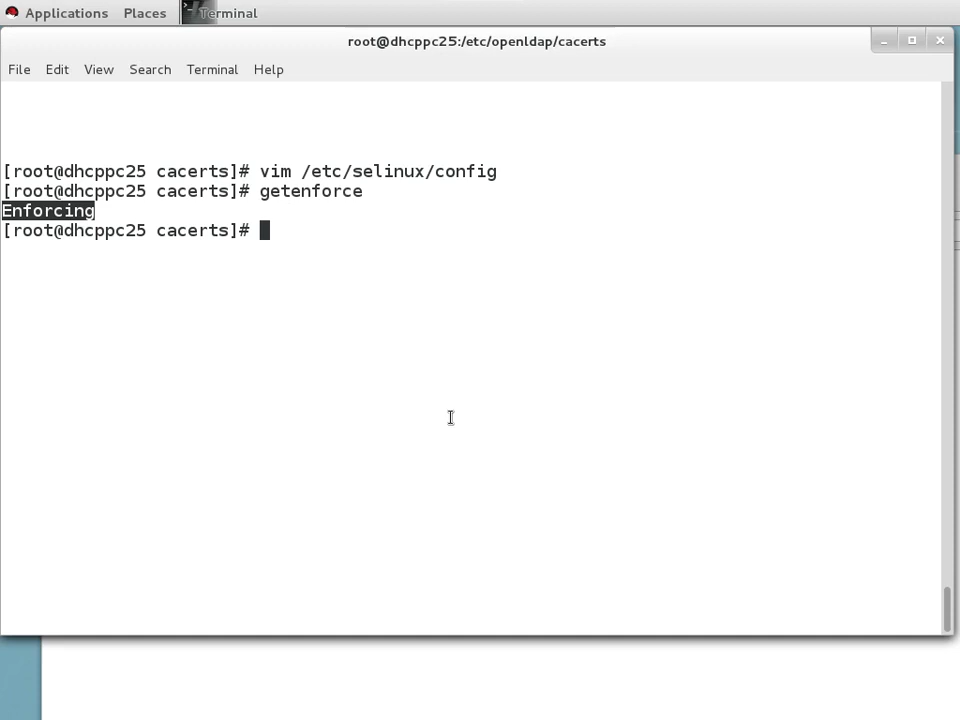 Applications Places Terminal
root@dhcppc25:/etc/openldap/cacerts
File Edit View Search Terminal Help
[root@dhcppc25 cacerts]# vim /etc/selinux/config
[root@dhcppc25 cacerts]# getenforce
Enforcing
[root@dhcppc25 cacerts]#